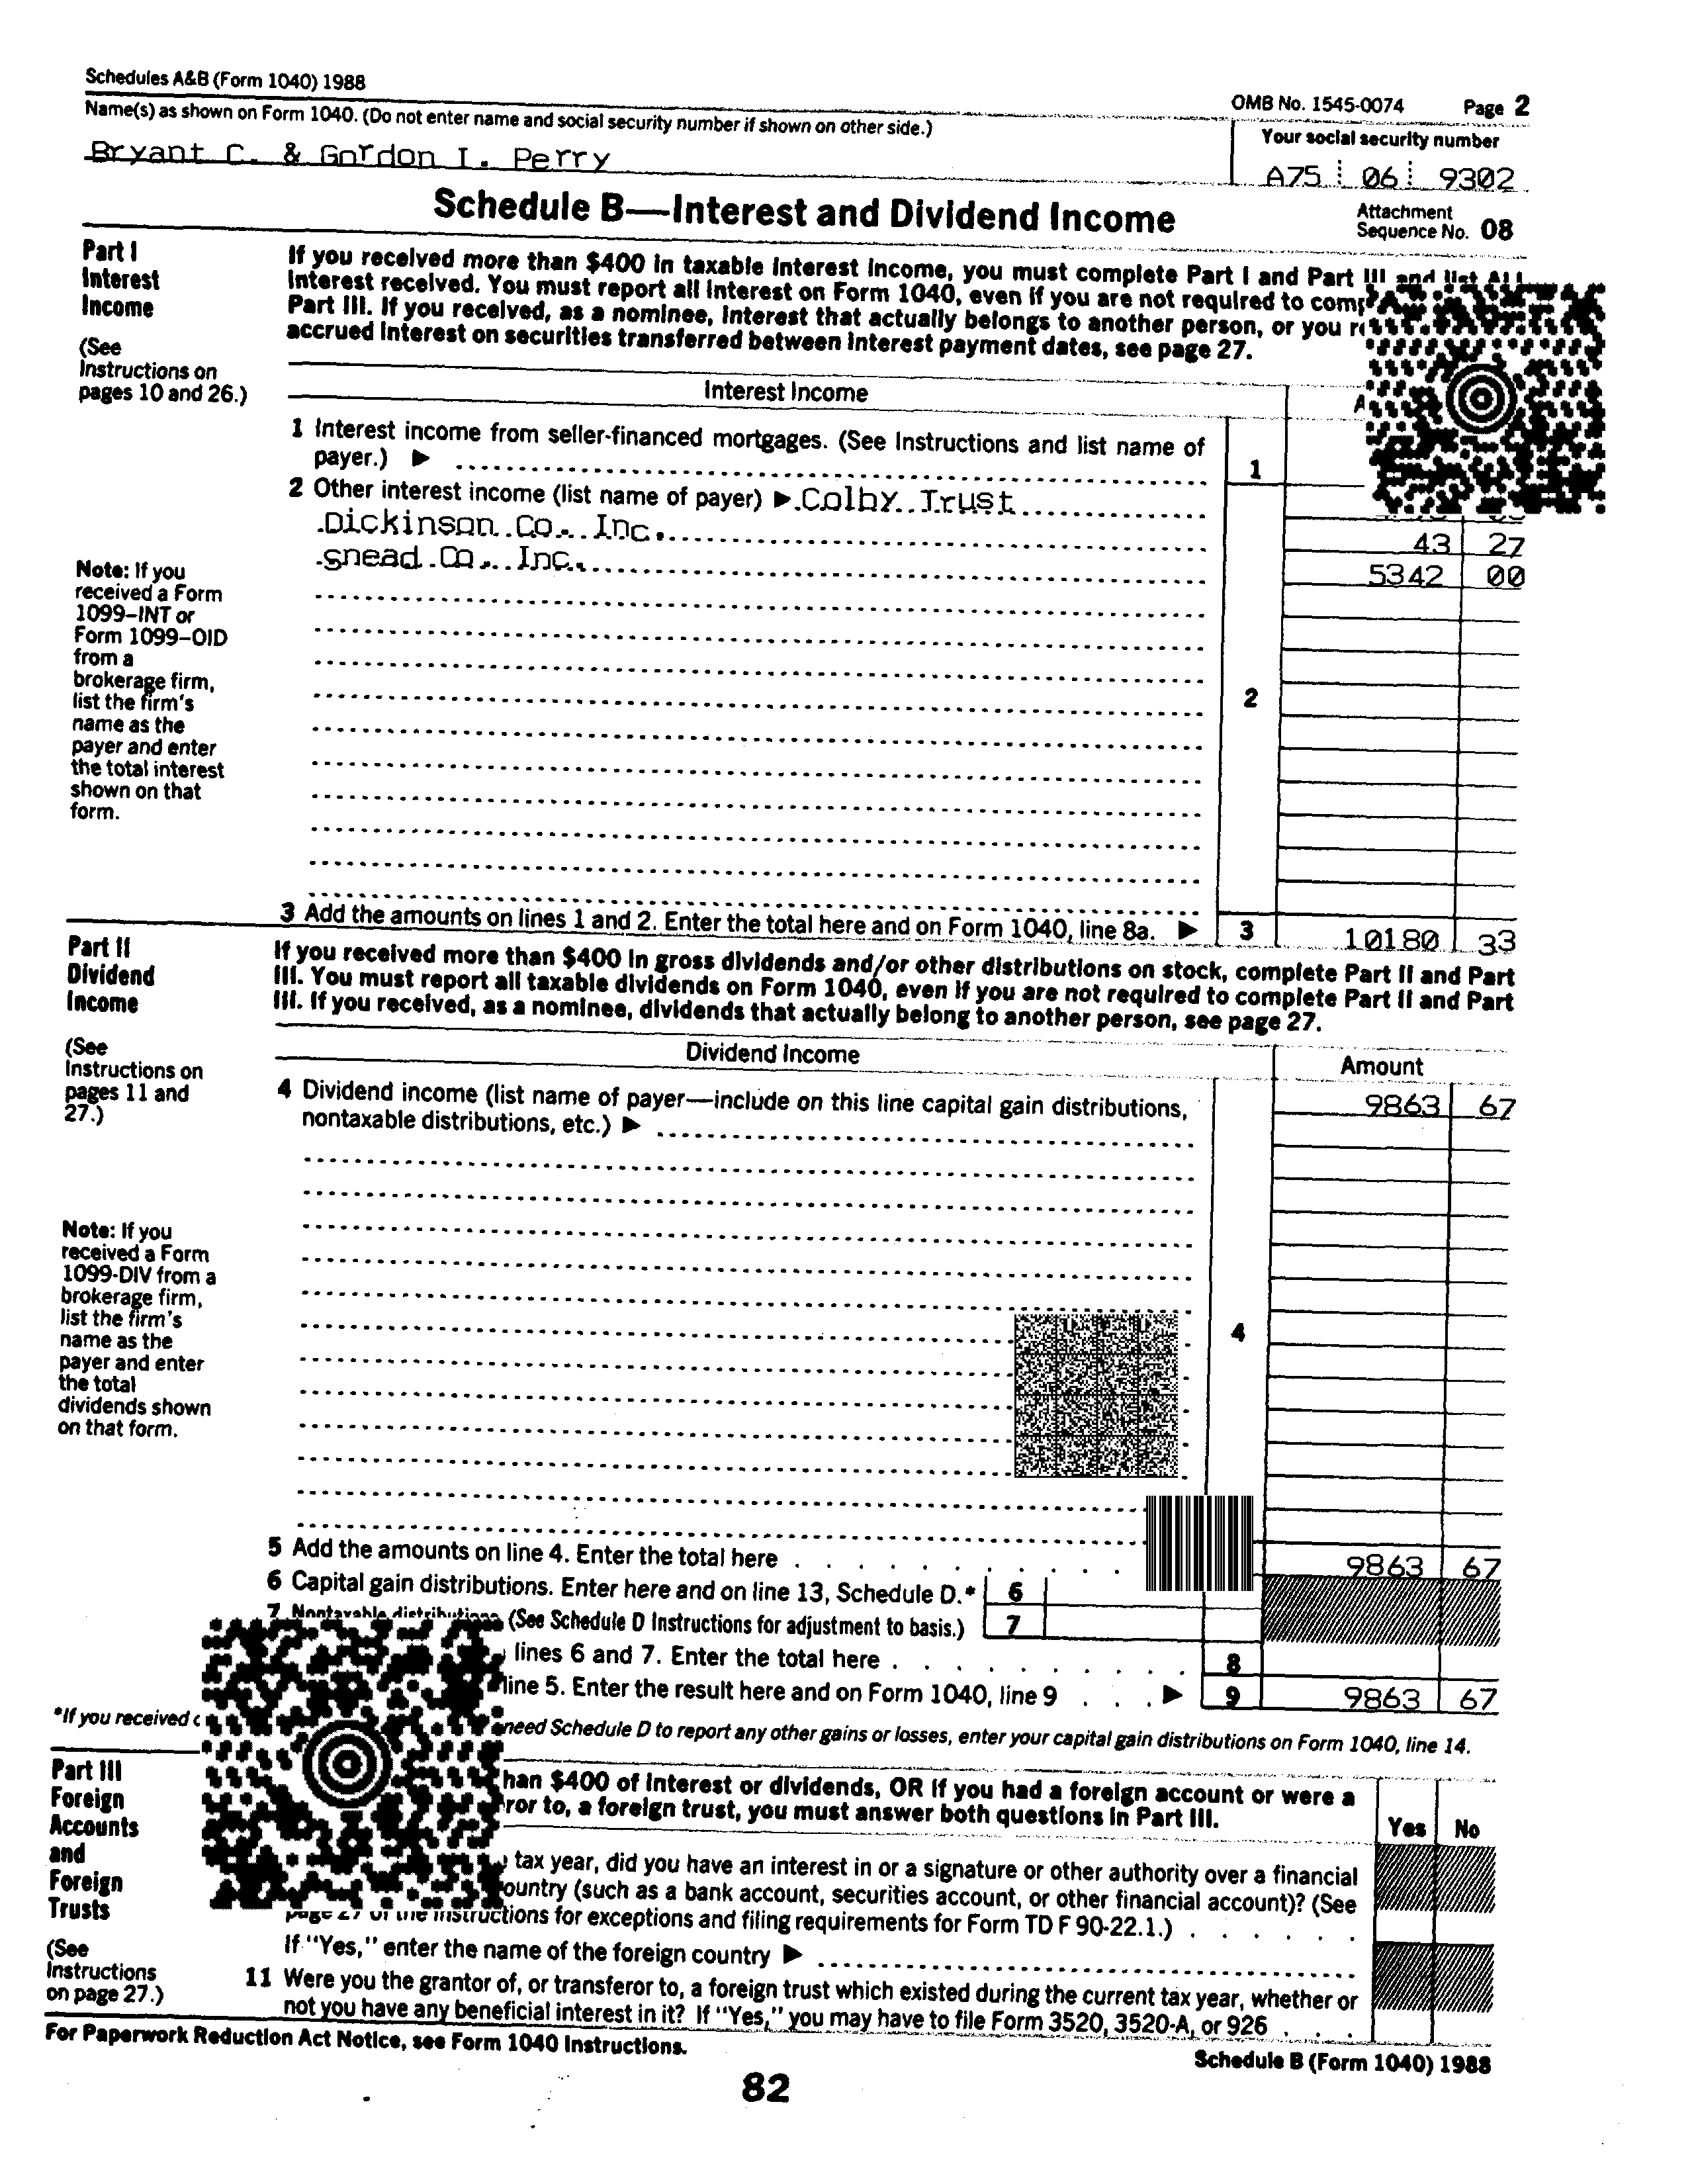 Schedules A&B (Form 1040) 1988
OMB No. 1545-0074 Page 2
Name(s) as shown on Form 1040. (Do not enter name and social security number if shown on other side.)
Your social security number
Bryant C. & Gordon I. Perry
A75 06 9302
Schedule B—Interest and Dividend Income
Attachment
Sequence No. 08
Part I
Interest
Income
(See
Instructions on
pages 10 and 26.)
If you received more than $400 in taxable interest income, you must complete Part I and Part III and list ALL
interest received. You must report all interest on Form 1040, even if you are not required to
Part III. If you received, as a nominee, interest that actually belongs to another person, or you
accrued interest on securities transferred between interest payment dates, see page 27.
Interest Income
1 Interest income from seller-financed mortgages. (See Instructions and list name of
payer.) ▶
1
2 Other interest income (list name of payer) ▶ Colby Trust
Dickinson Co., Inc. 43 27
snead Co., Inc. 5342 00
2
Note: If you
received a Form
1099–INT or
Form 1099–OID
from a
brokerage firm,
list the firm's
name as the
payer and enter
the total interest
shown on that
form.
3 Add the amounts on lines 1 and 2. Enter the total here and on Form 1040, line 8a. ▶ 3 10180 33
Part II
Dividend
Income
(See
Instructions on
pages 11 and
27.)
If you received more than $400 in gross dividends and/or other distributions on stock, complete Part II and Part
III. You must report all taxable dividends on Form 1040, even if you are not required to complete Part II and Part
III. If you received, as a nominee, dividends that actually belong to another person, see page 27.
Dividend Income Amount
4 Dividend income (list name of payer—include on this line capital gain distributions, 9863 67
nontaxable distributions, etc.) ▶
4
Note: If you
received a Form
1099-DIV from a
brokerage firm,
list the firm's
name as the
payer and enter
the total
dividends shown
on that form.
5 Add the amounts on line 4. Enter the total here 9863 67
6 Capital gain distributions. Enter here and on line 13, Schedule D.* 6
7 Nontaxable distributions (See Schedule D Instructions for adjustment to basis.) 7
lines 6 and 7. Enter the total here 8
line 5. Enter the result here and on Form 1040, line 9 ▶ 9 9863 67
*If you received need Schedule D to report any other gains or losses, enter your capital gain distributions on Form 1040, line 14.
Part III
Foreign
Accounts
and
Foreign
Trusts
(See
Instructions
on page 27.)
than $400 of interest or dividends, OR if you had a foreign account or were a
to, a foreign trust, you must answer both questions in Part III.
Yes No
tax year, did you have an interest in or a signature or other authority over a financial
country (such as a bank account, securities account, or other financial account)? (See
page 27 of the instructions for exceptions and filing requirements for Form TD F 90-22.1.)
If "Yes," enter the name of the foreign country ▶
11 Were you the grantor of, or transferor to, a foreign trust which existed during the current tax year, whether or
not you have any beneficial interest in it? If "Yes," you may have to file Form 3520, 3520-A, or 926
For Paperwork Reduction Act Notice, see Form 1040 Instructions.
Schedule B (Form 1040) 1988
82